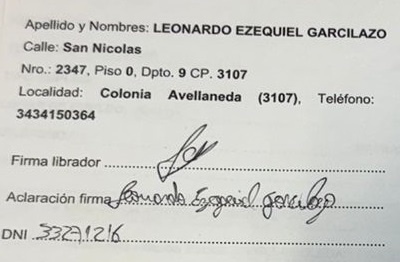 Apellido y Nombres: LEONARDO EZEQUIEL GARCILAZO
Calle: San Nicolas
Nro.: 2347, Piso 0, Dpto. 9 CP. 3107
Localidad: Colonia Avellaneda (3107), Teléfono:
3434150364
Firma librador
Aclaración firma Leonardo Ezequiel Garcilazo
DNI 33271216